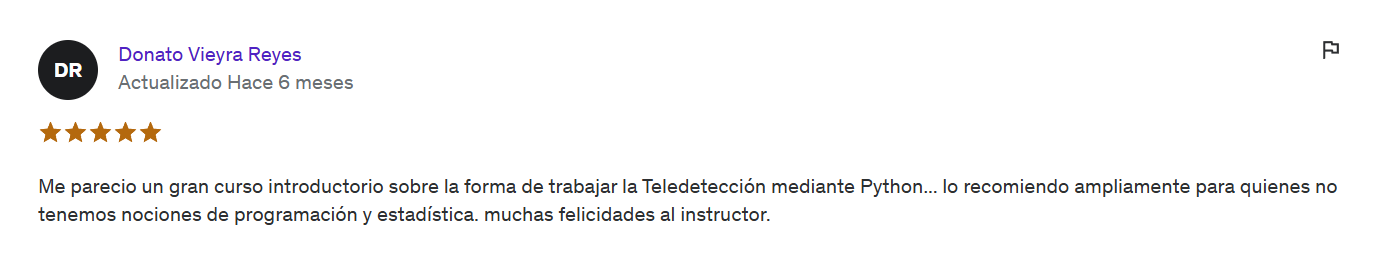 DR
Donato Vieyra Reyes
Actualizado Hace 6 meses
Me parecio un gran curso introductorio sobre la forma de trabajar la Teledetección mediante Python... lo recomiendo ampliamente para quienes no
tenemos nociones de programación y estadística. muchas felicidades al instructor.